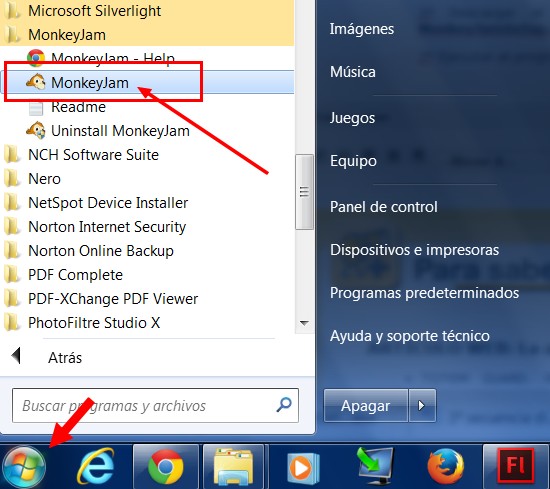 Microsoft Silverlight
MonkeyJam
MonkeyJam - Help
MonkeyJam
Readme
Uninstall MonkeyJam
NCH Software Suite
Nero
NetSpot Device Installer
Norton Internet Security
Norton Online Backup
PDF Complete
PDF-XChange PDF Viewer
PhotoFiltre Studio X
Atrás
Buscar programas y archivos
Imágenes
Música
Juegos
Equipo
Panel de control
Dispositivos e impresoras
Programas predeterminados
Ayuda y soporte técnico
Apagar
Fl
Para sabe